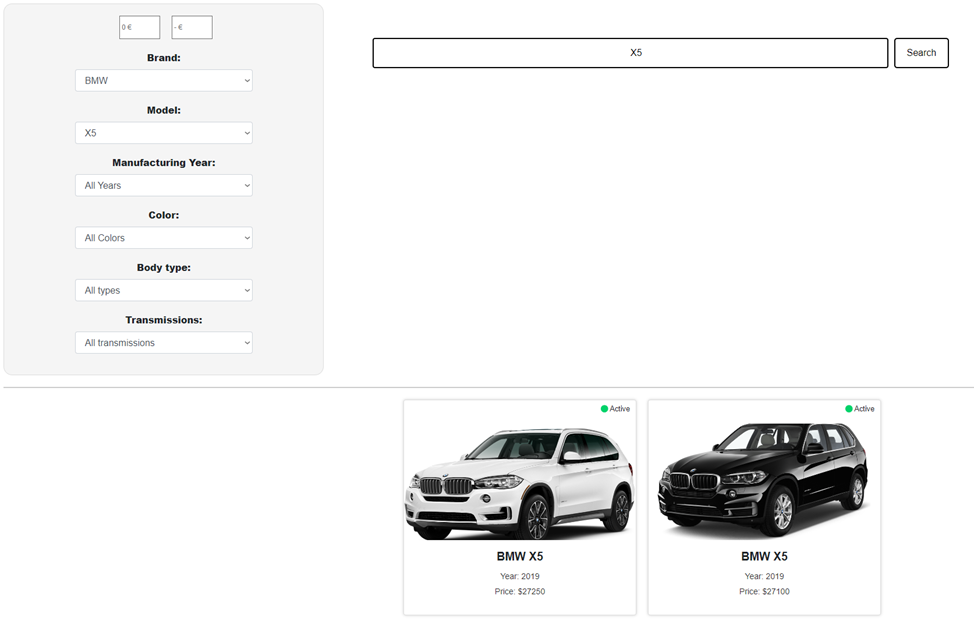 0 €
- €
Brand:
BMW
Model:
X5
Manufacturing Year:
All Years
Color:
All Colors
Body type:
All types
Transmissions:
All transmissions
X5
Search
Active
BMW X5
Year: 2019
Price: $27250
Active
BMW X5
Year: 2019
Price: $27100